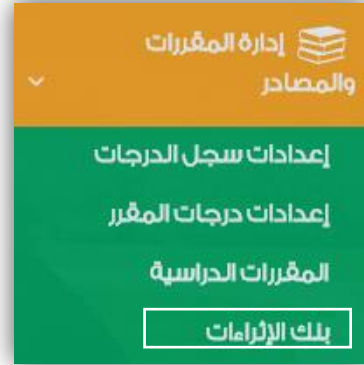 إدارة المقررات
والمصادر
إعدادات سجل الدرجات
إعدادات درجات المقرر
المقررات الدراسية
بنك الإثراءات